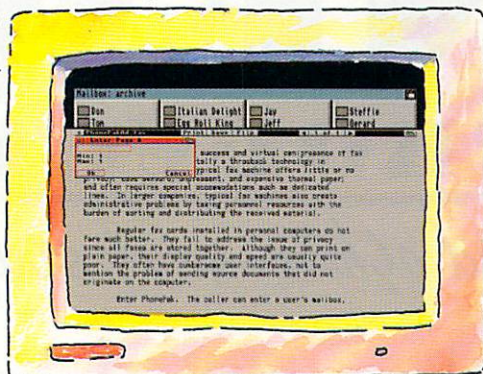 Mailbox: archive
Don Italian Delight Jay Steffie
Tom Egg Roll King Jeff Gerard
Enter Page #
Min: 1
Max:
Ok Cancel
success and virtual omnipresence of fax
tally a throwback technology in
ypical fax machine offers little or no
and expensive thermal paper,
and often requires special accomodations such as dedicated
lines. In larger companies, typical fax machines also create
administrative problems by taxing personnel resources with the
burden of sorting and distributing the received material.
Regular fax cards installed in personal computers do not
fare much better. They fail to address the issue of privacy
since all faxes are stored together. Although they can print on
plain paper, their display quality and speed are usually quite
poor. They often have cumbersome user interfaces, not to
mention the problem of sending source documents that did not
originate on the computer.
Enter PhonePak. The caller can enter a user's mailbox,